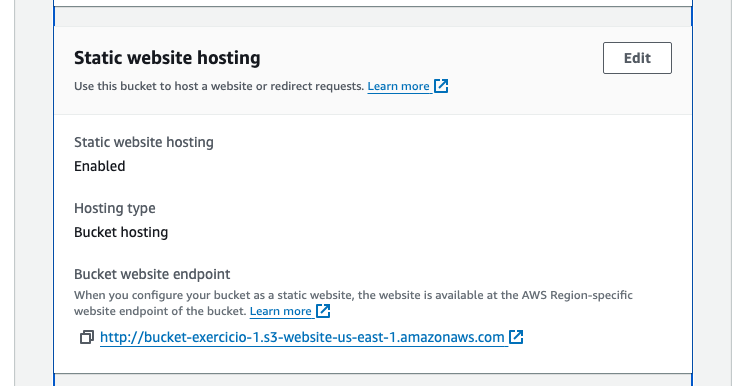 Static website hosting
Edit
Use this bucket to host a website or redirect requests. Learn more
Static website hosting
Enabled
Hosting type
Bucket hosting
Bucket website endpoint
When you configure your bucket as a static website, the website is available at the AWS Region-specific
website endpoint of the bucket. Learn more
http://bucket-exercicio-1.s3-website-us-east-1.amazonaws.com